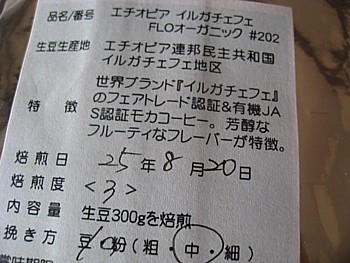 品名/番号 エチオピア イルガチェフェ
FLOオーガニック #202
生豆生産地 エチオピア連邦民主共和国
イルガチェフェ地区
世界ブランド『イルガチェフェ』
のフェアトレード認証&有機JA
特 徴 S認証モカコーヒー。芳醇な
フルーティなフレーバーが特徴。
焙煎日 25年8月20日
焙煎度 <3>
内容量 生豆300gを焙煎
挽き方 豆・粉(粗・中・細)
賞味期限